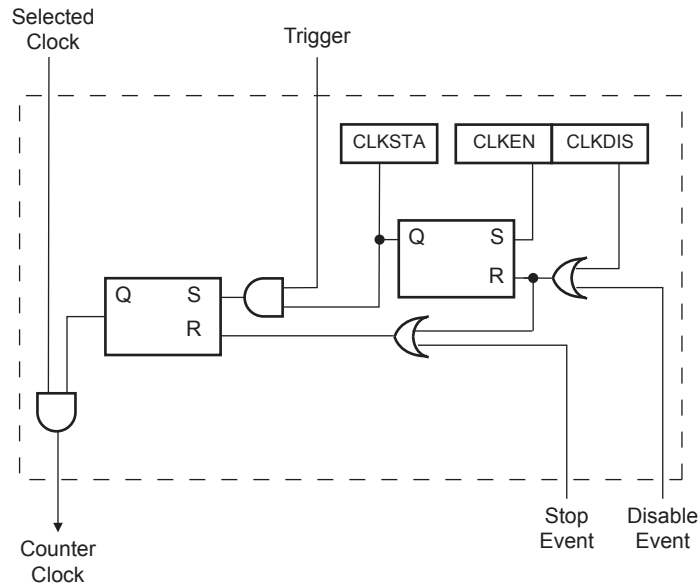 Selected
Clock
Trigger
CLKSTA
CLKEN
CLKDIS
Q
S
R
Q
S
R
Stop
Event
Disable
Event
Counter
Clock